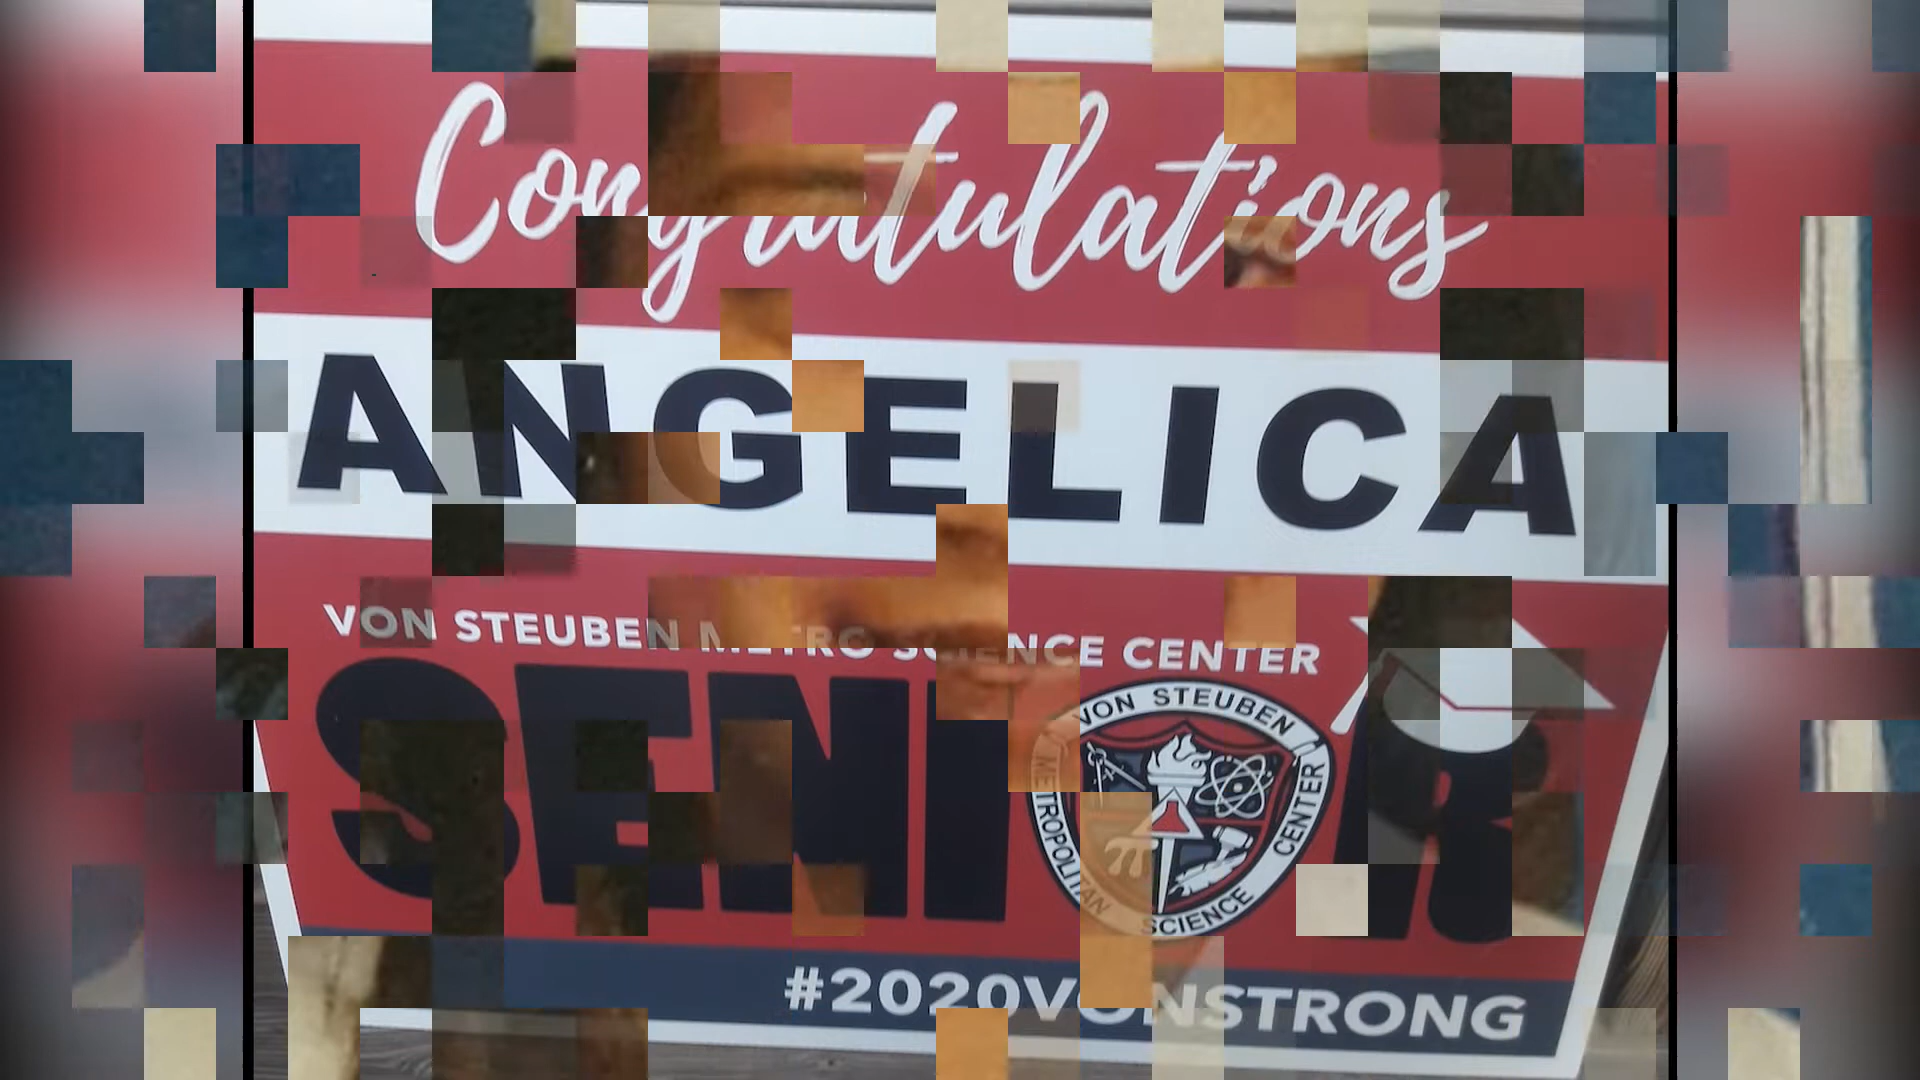 Congratulations
ANGELICA
VON STEUBEN METRO SCIENCE CENTER
SENIOR
VON STEUBEN
METROPOLITAN
SCIENCE
CENTER
π
#2020VONSTRONG